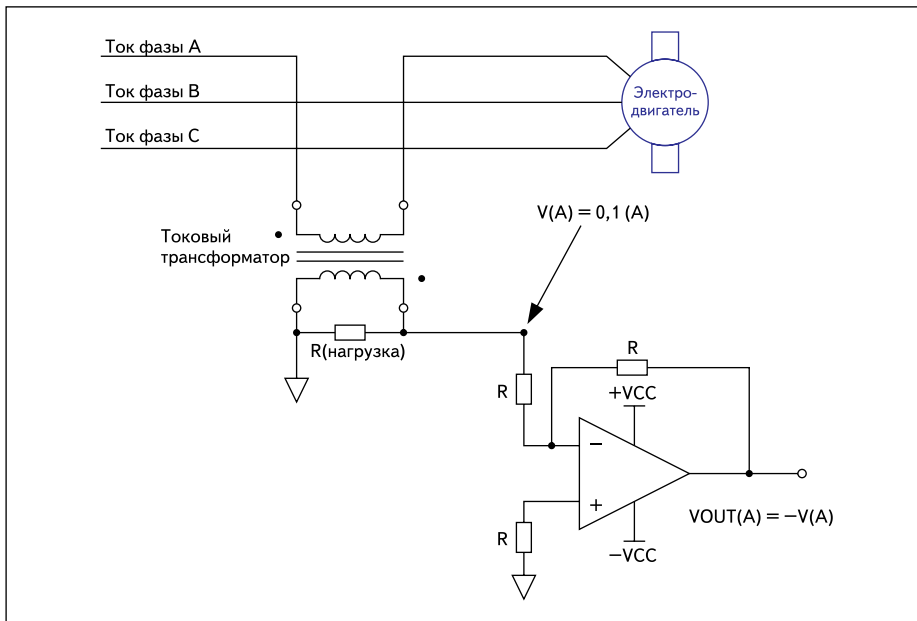 Ток фазы A
Ток фазы B
Ток фазы C
Электро-
двигатель
V(A) = 0,1 (A)
Токовый
трансформатор
R(нагрузка)
R
R
+VCC
−
+
R
−VCC
VOUT(A) = −V(A)